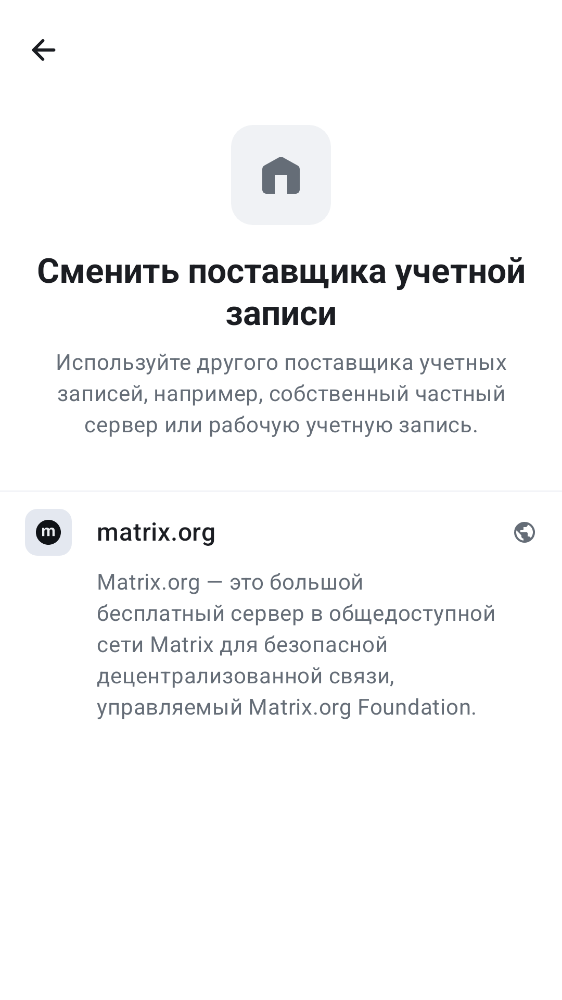 Сменить поставщика учетной
записи
Используйте другого поставщика учетных
записей, например, собственный частный
сервер или рабочую учетную запись.
m
matrix.org
Matrix.org — это большой
бесплатный сервер в общедоступной
сети Matrix для безопасной
децентрализованной связи,
управляемый Matrix.org Foundation.